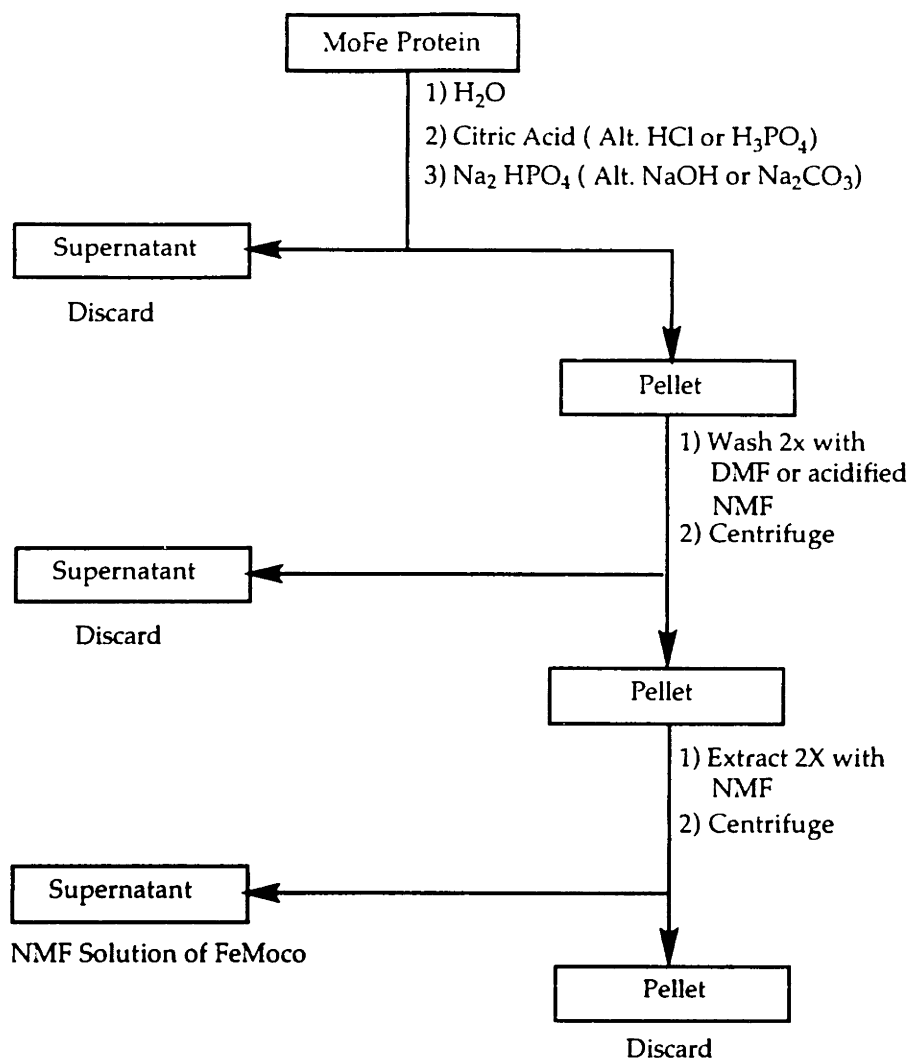 MoFe Protein
1) H₂O
2) Citric Acid ( Alt. HCl or H₃PO₄)
3) Na₂ HPO₄ ( Alt. NaOH or Na₂CO₃)
Supernatant
Discard
Pellet
1) Wash 2x with
DMF or acidified
NMF
2) Centrifuge
Supernatant
Discard
Pellet
1) Extract 2X with
NMF
2) Centrifuge
Supernatant
NMF Solution of FeMoco
Pellet
Discard